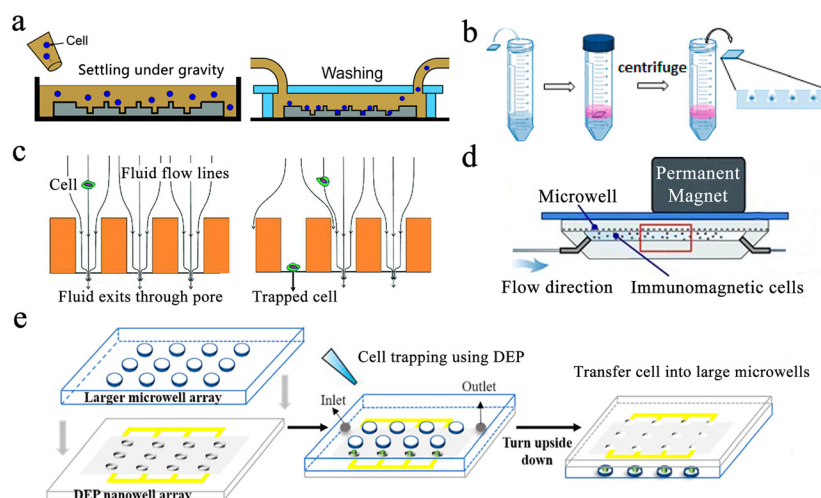 a
Cell
Settling under gravity
Washing
b
centrifuge
c
Cell
Fluid flow lines
Fluid exits through pore
Trapped cell
d
Permanent
Magnet
Microwell
Flow direction
Immunomagnetic cells
e
Larger microwell array
DEP nanowell array
Cell trapping using DEP
Inlet
Outlet
Turn upside
down
Transfer cell into large microwells